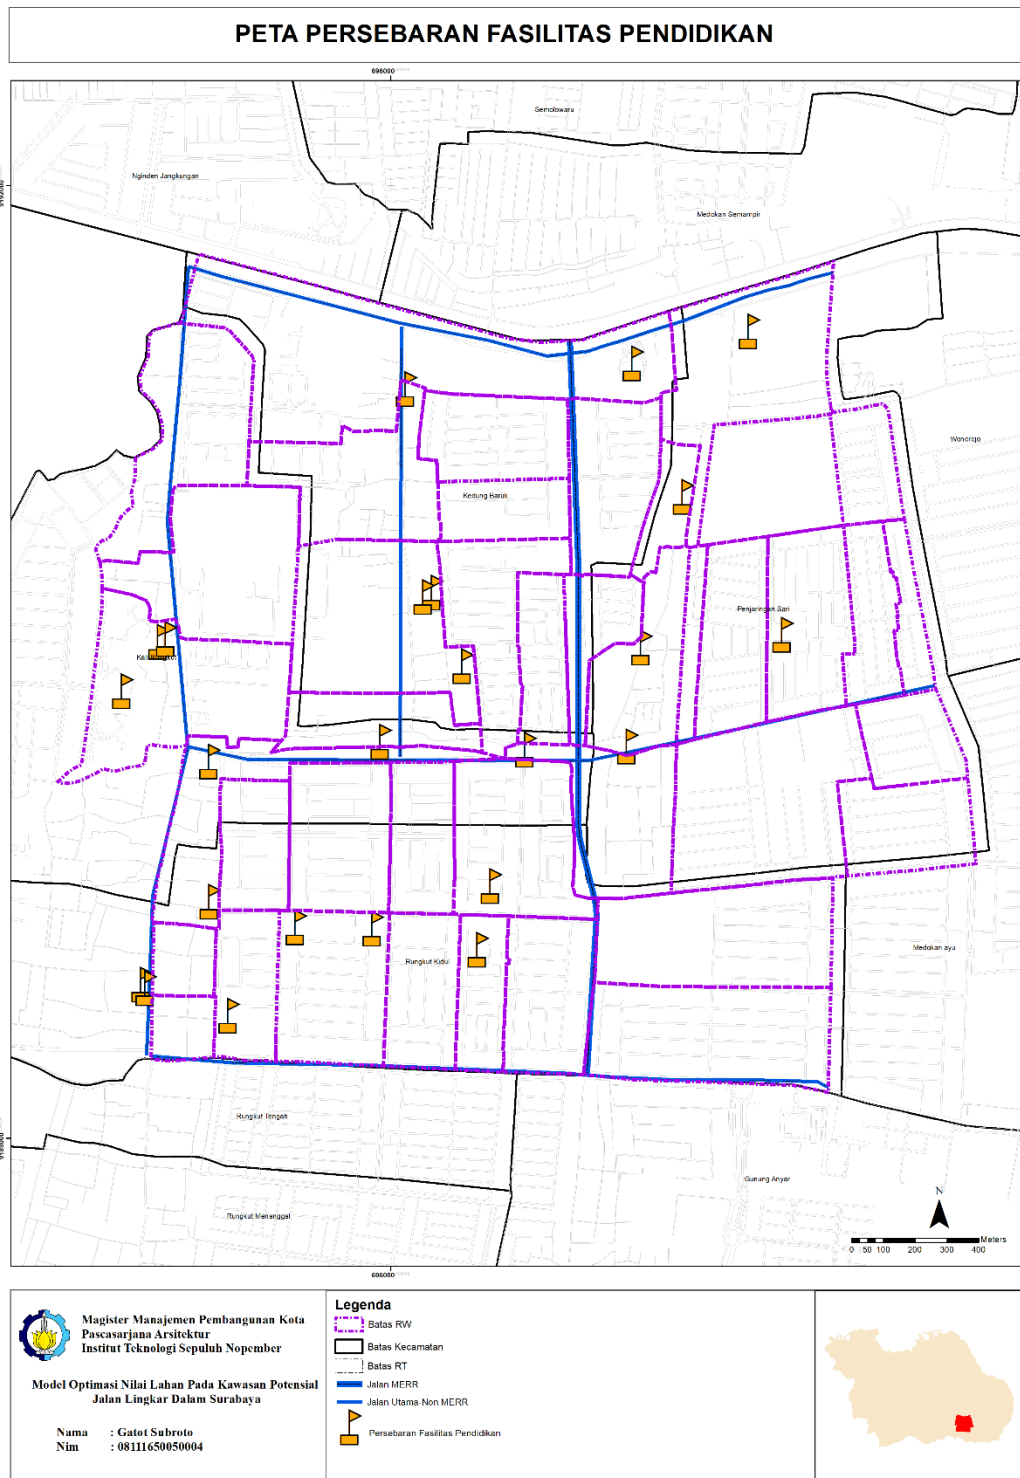 PETA PERSEBARAN FASILITAS PENDIDIKAN
698000
Semolowaru
Nginden Jangkungan
Medokan Semampir
Wonorejo
Kedung Baruk
Penjaringan Sari
Medokan ayu
Rungkut Kidul
Rungkut Tengah
Gunung Anyar
Rungkut Menanggal
N
Meters
0 50 100 200 300 400
698000
Magister Manajemen Pembangunan Kota
Pascasarjana Arsitektur
Institut Teknologi Sepuluh Nopember
Model Optimasi Nilai Lahan Pada Kawasan Potensial
Jalan Lingkar Dalam Surabaya
Nama : Gatot Subroto
Nim : 08111650050004
Legenda
Batas RW
Batas Kecamatan
Batas RT
Jalan MERR
Jalan Utama-Non MERR
Persebaran Fasilitas Pendidikan